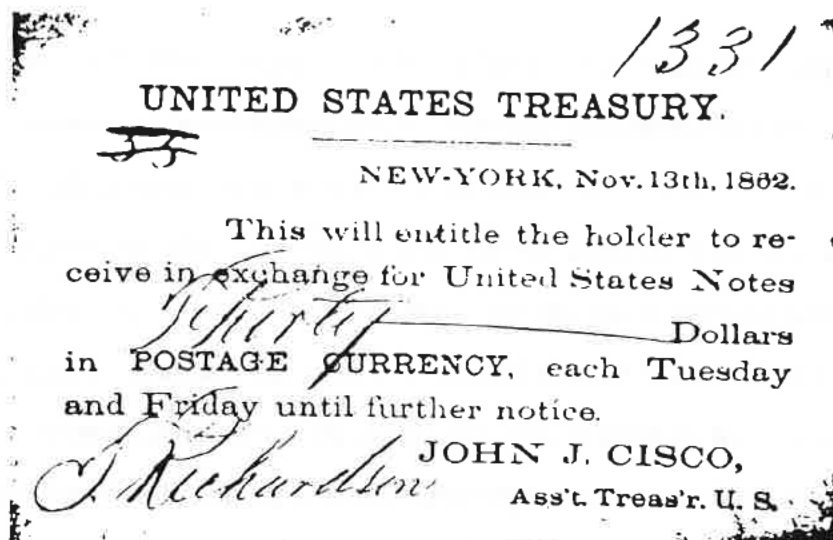 1331
UNITED STATES TREASURY.
NEW-YORK, Nov. 13th, 1862.
This will entitle the holder to re-
ceive in exchange for United States Notes
Thirty Dollars
in POSTAGE CURRENCY, each Tuesday
and Friday until further notice.
JOHN J. CISCO,
Ass't. Treas'r. U. S.
J. Richardson